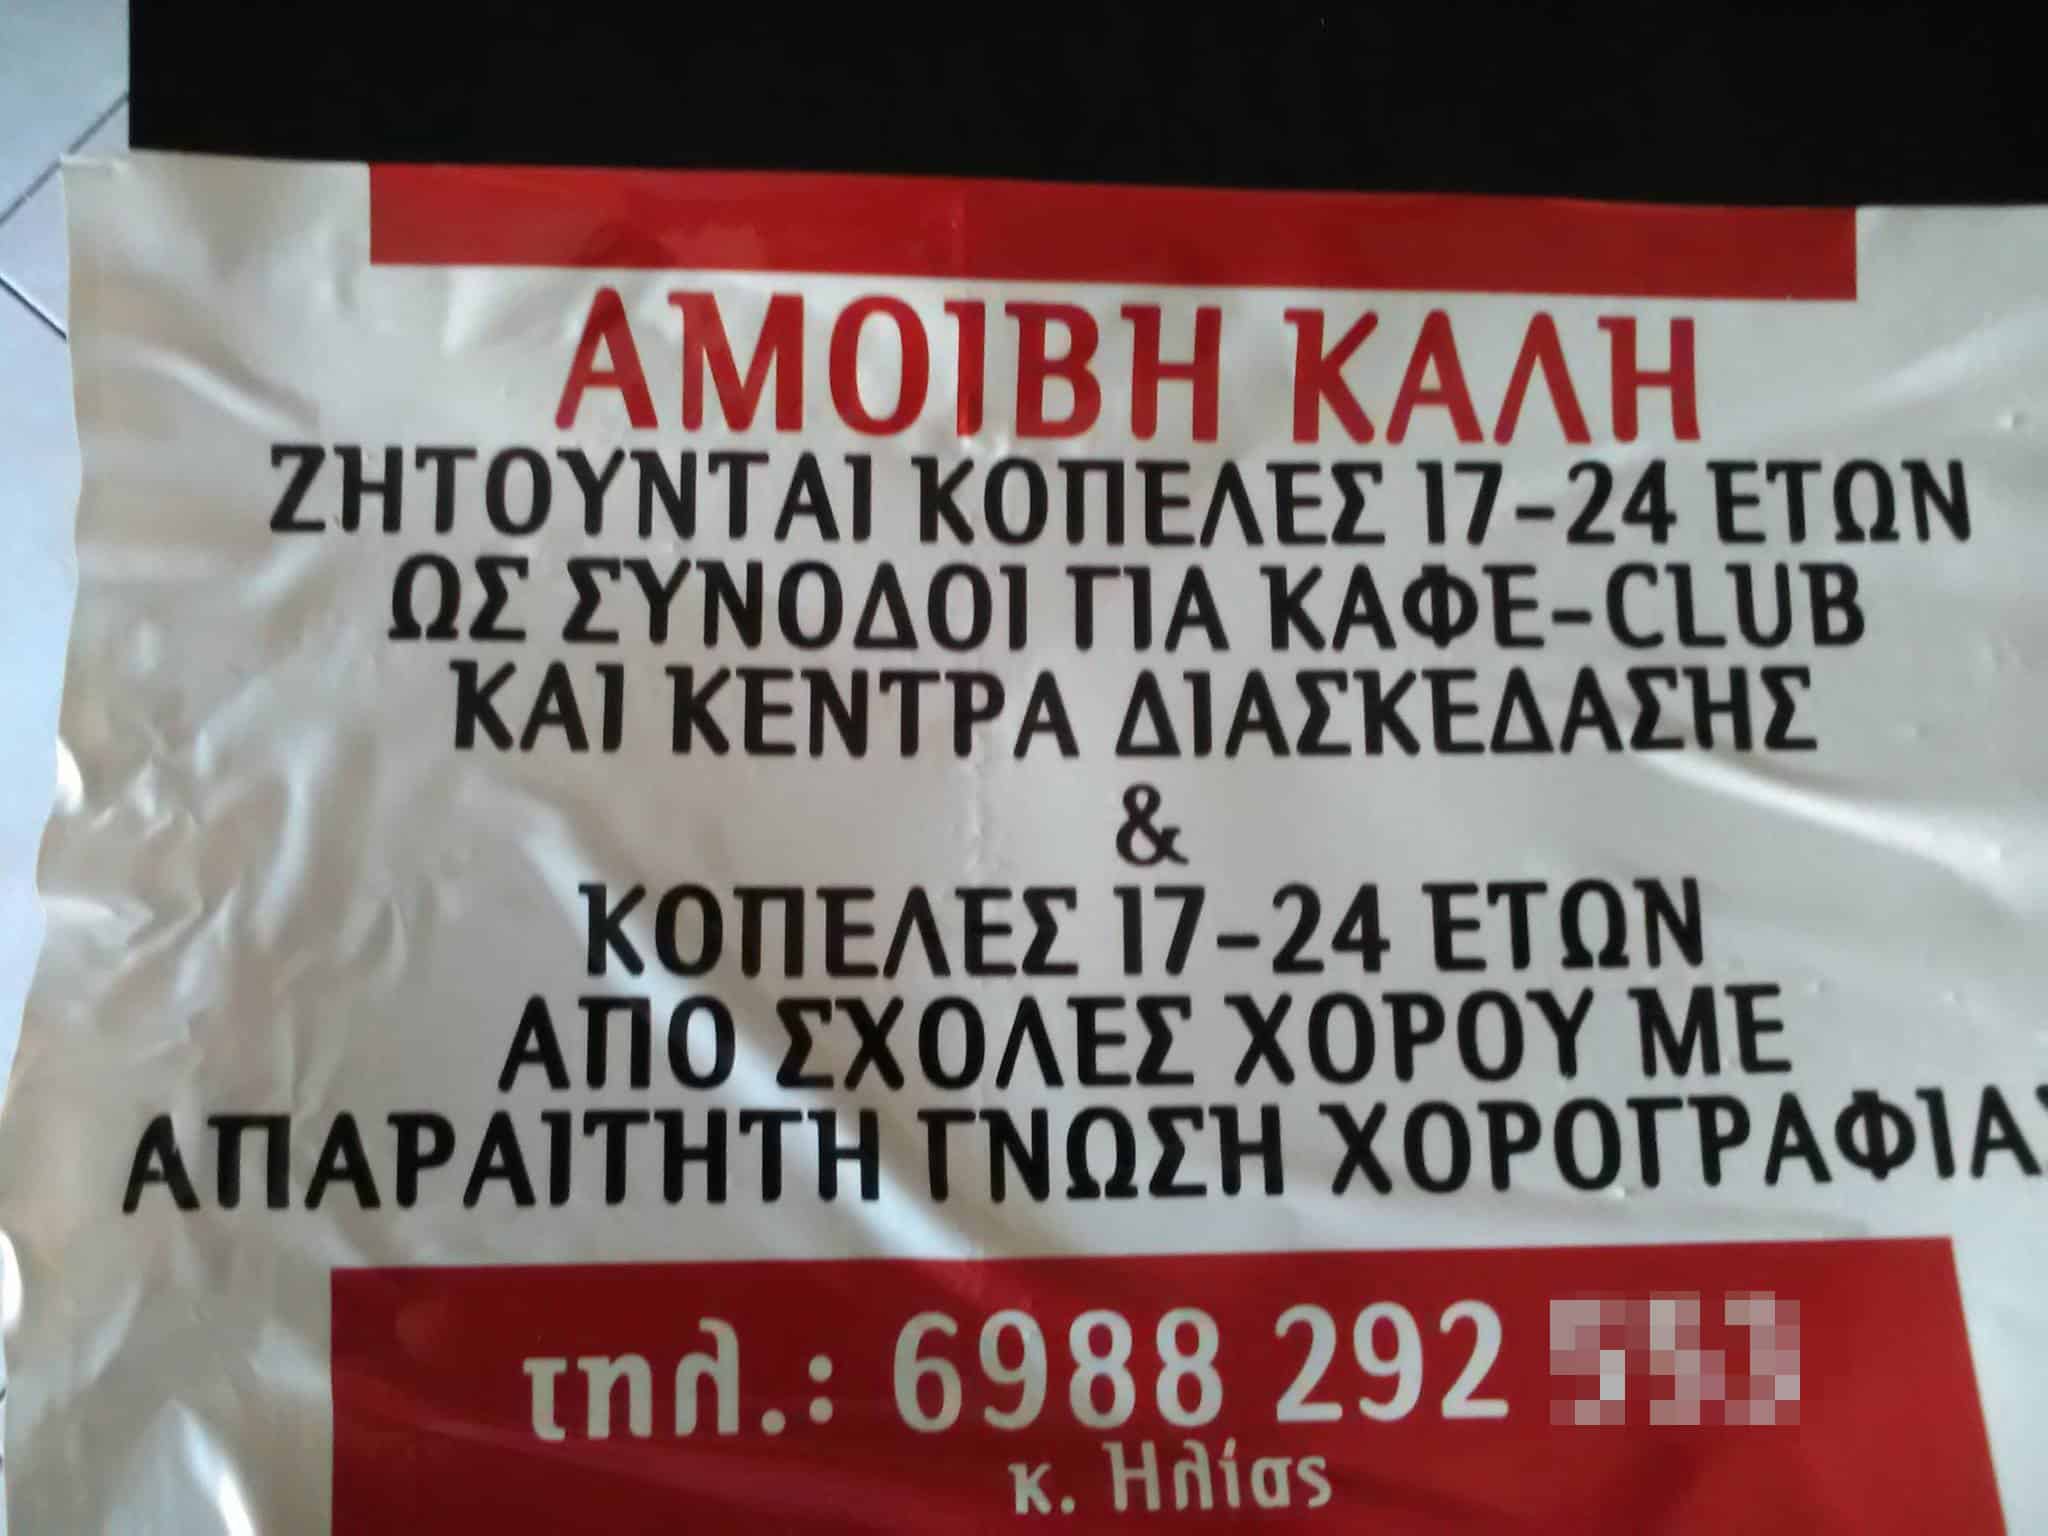 ΑΜΟΙΒΗ ΚΑΛΗ
ΖΗΤΟΥΝΤΑΙ ΚΟΠΕΛΕΣ 17-24 ΕΤΩΝ
ΩΣ ΣΥΝΟΔΟΙ ΓΙΑ ΚΑΦΕ-CLUB
ΚΑΙ ΚΕΝΤΡΑ ΔΙΑΣΚΕΔΑΣΗΣ
&
ΚΟΠΕΛΕΣ 17-24 ΕΤΩΝ
ΑΠΟ ΣΧΟΛΕΣ ΧΟΡΟΥ ΜΕ
ΑΠΑΡΑΙΤΗΤΗ ΓΝΩΣΗ ΧΟΡΟΓΡΑΦΙΑΣ
τηλ.: 6988 292
κ. Ηλίας